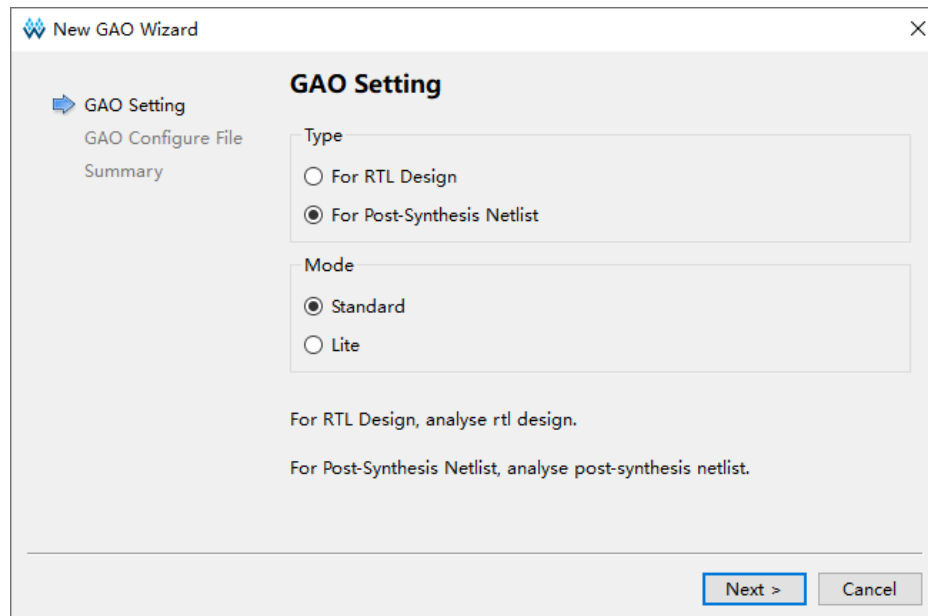 New GAO Wizard
GAO Setting
GAO Configure File
Summary
GAO Setting
Type
For RTL Design
For Post-Synthesis Netlist
Mode
Standard
Lite
For RTL Design, analyse rtl design.
For Post-Synthesis Netlist, analyse post-synthesis netlist.
Next >
Cancel